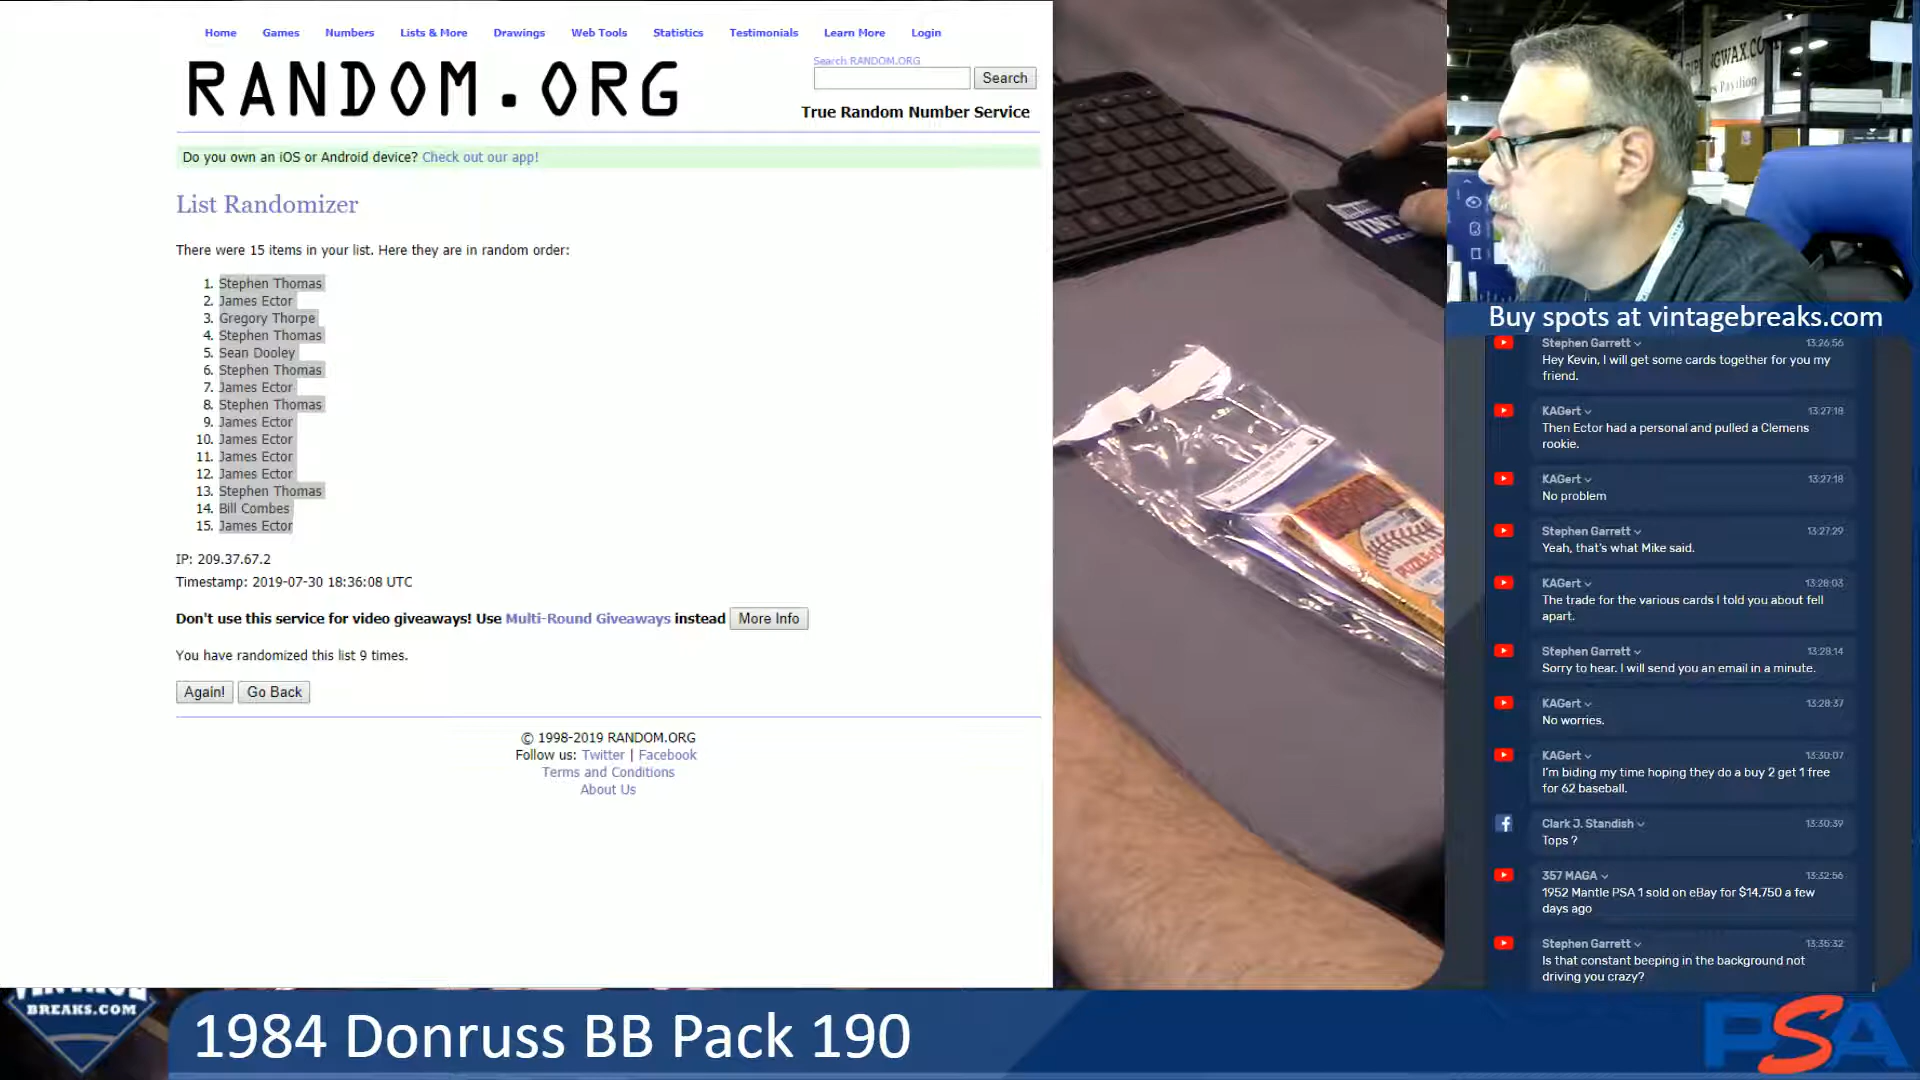 Home Games Numbers Lists & More Drawings Web Tools Statistics Testimonials Learn More Login
RANDOM.ORG
Search RANDOM.ORG
Search
True Random Number Service
Do you own an iOS or Android device? Check out our app!
List Randomizer
There were 15 items in your list. Here they are in random order:
1. Stephen Thomas
2. James Ector
3. Gregory Thorpe
4. Stephen Thomas
5. Sean Dooley
6. Stephen Thomas
7. James Ector
8. Stephen Thomas
9. James Ector
10. James Ector
11. James Ector
12. James Ector
13. Stephen Thomas
14. Bill Combes
15. James Ector
IP: 209.37.67.2
Timestamp: 2019-07-30 18:36:08 UTC
Don't use this service for video giveaways! Use Multi-Round Giveaways instead More Info
You have randomized this list 9 times.
Again! Go Back
© 1998-2019 RANDOM.ORG
Follow us: Twitter | Facebook
Terms and Conditions
About Us
Pavilion
Buy spots at vintagebreaks.com
Stephen Garrett 13:26:56
Hey Kevin, I will get some cards together for you my
friend.
KAGert 13:27:18
Then Ector had a personal and pulled a Clemens
rookie.
KAGert 13:27:18
No problem
Stephen Garrett 13:27:29
Yeah, that's what Mike said.
KAGert 13:28:03
The trade for the various cards I told you about fell
apart.
Stephen Garrett 13:28:14
Sorry to hear. I will send you an email in a minute.
KAGert 13:28:37
No worries.
KAGert 13:30:07
I'm biding my time hoping they do a buy 2 get 1 free
for 62 baseball.
Clark J. Standish 13:30:39
Tops ?
357 MAGA 13:32:56
1952 Mantle PSA 1 sold on eBay for $14,750 a few
days ago
Stephen Garrett 13:35:32
Is that constant beeping in the background not
driving you crazy?
BREAKS.COM
1984 Donruss BB Pack 190
PSA